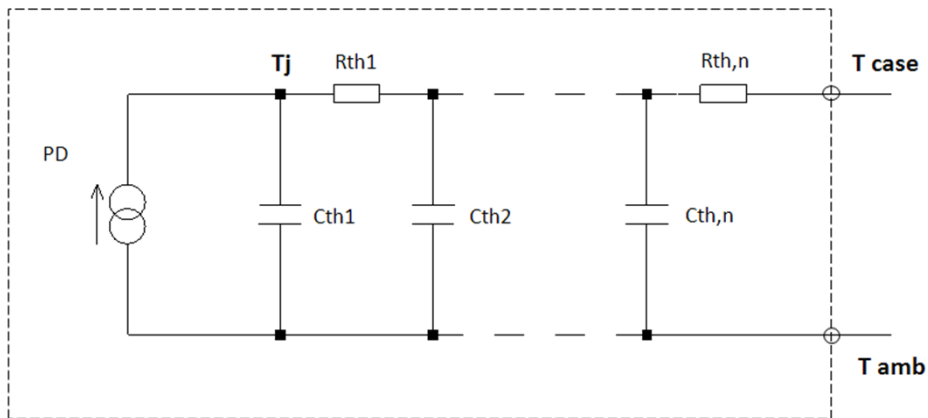 Tj
Rth1
Rth,n
T case
PD
Cth1
Cth2
Cth,n
T amb